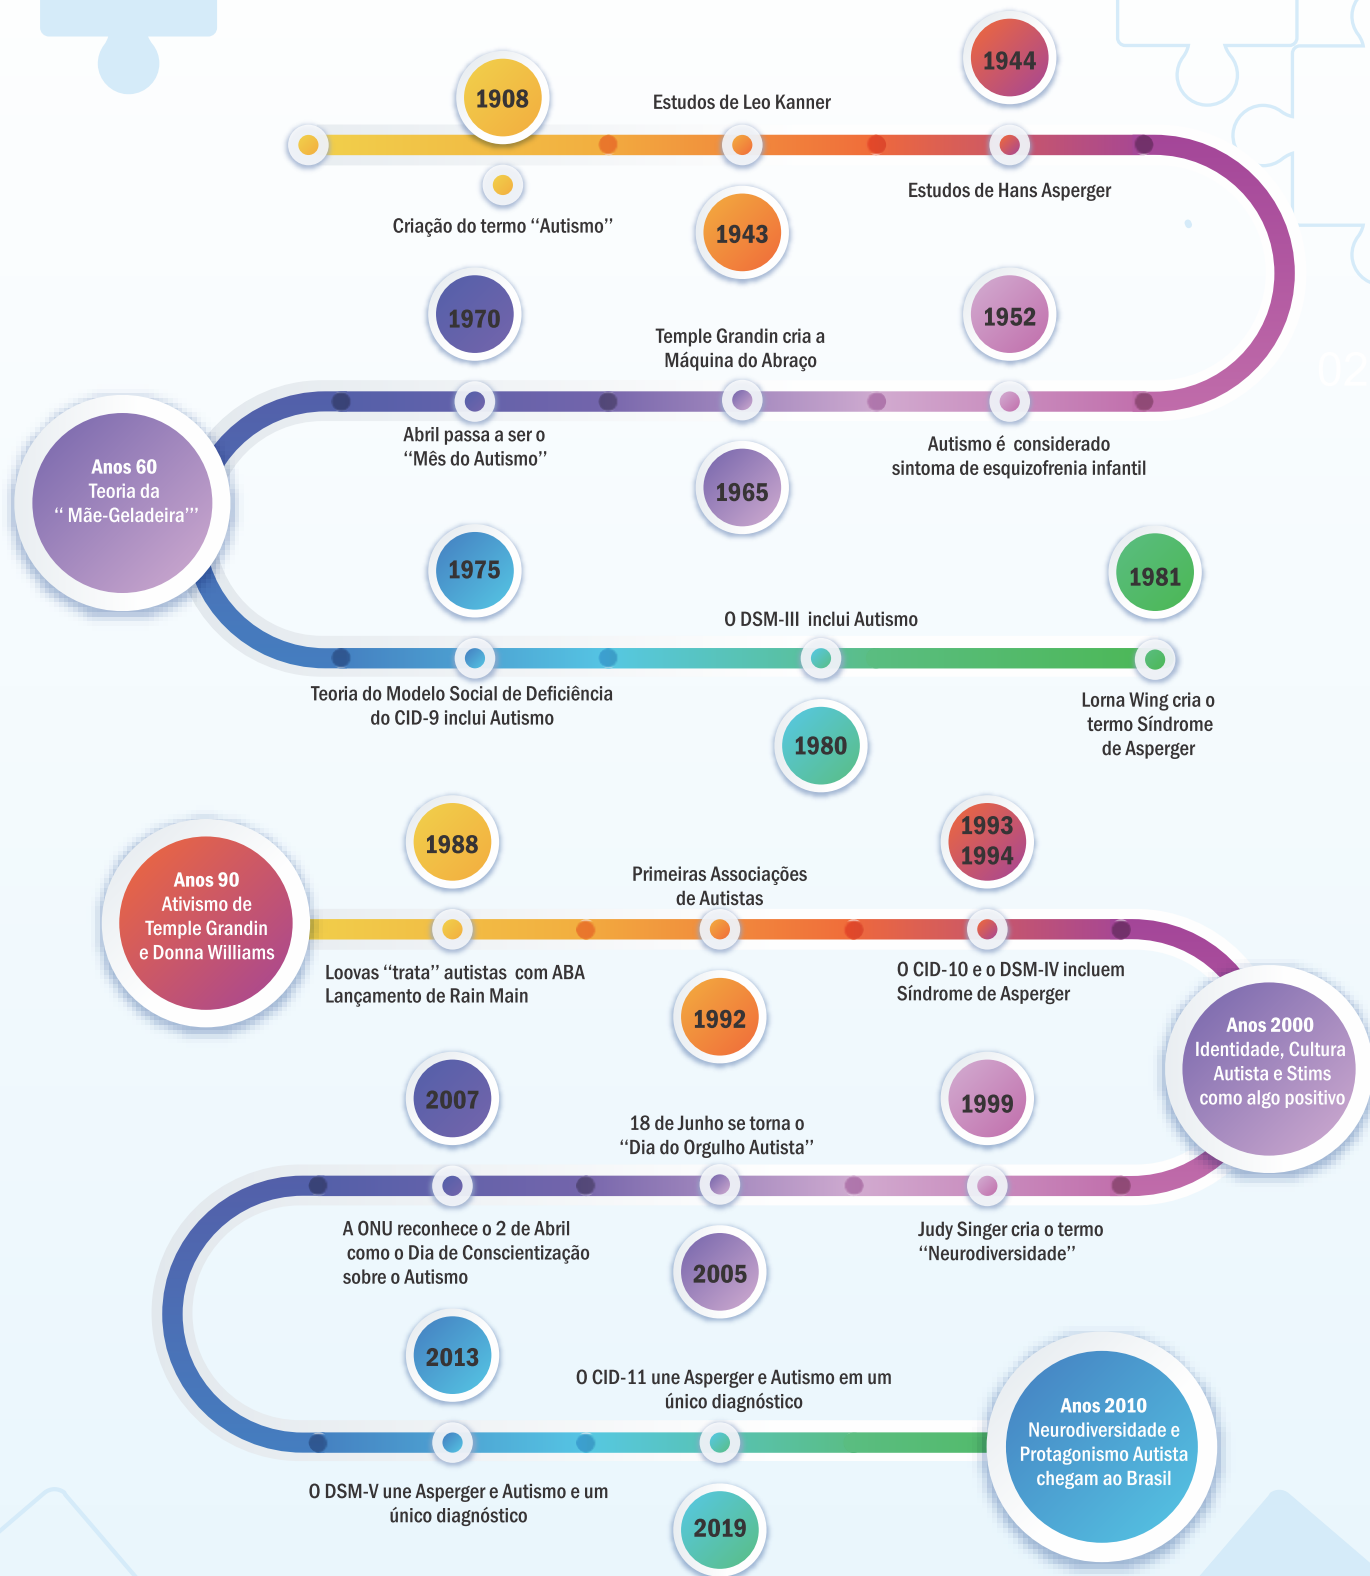 1908
Criação do termo “Autismo”
Estudos de Leo Kanner
1943
1944
Estudos de Hans Asperger
1952
Autismo é considerado
sintoma de esquizofrenia infantil
Temple Grandin cria a
Máquina do Abraço
1965
1970
Abril passa a ser o
“Mês do Autismo”
02
Anos 60
Teoria da
“ Mãe-Geladeira’”
1975
Teoria do Modelo Social de Deficiência
do CID-9 inclui Autismo
O DSM-III inclui Autismo
1980
1981
Lorna Wing cria o
termo Síndrome
de Asperger
Anos 90
Ativismo de
Temple Grandin
e Donna Williams
1988
Loovas “trata” autistas com ABA
Lançamento de Rain Main
Primeiras Associações
de Autistas
1992
1993
1994
O CID-10 e o DSM-IV incluem
Síndrome de Asperger
Anos 2000
Identidade, Cultura
Autista e Stims
como algo positivo
1999
Judy Singer cria o termo
“Neurodiversidade”
18 de Junho se torna o
“Dia do Orgulho Autista”
2005
2007
A ONU reconhece o 2 de Abril
como o Dia de Conscientização
sobre o Autismo
2013
O DSM-V une Asperger e Autismo e um
único diagnóstico
O CID-11 une Asperger e Autismo em um
único diagnóstico
2019
Anos 2010
Neurodiversidade e
Protagonismo Autista
chegam ao Brasil